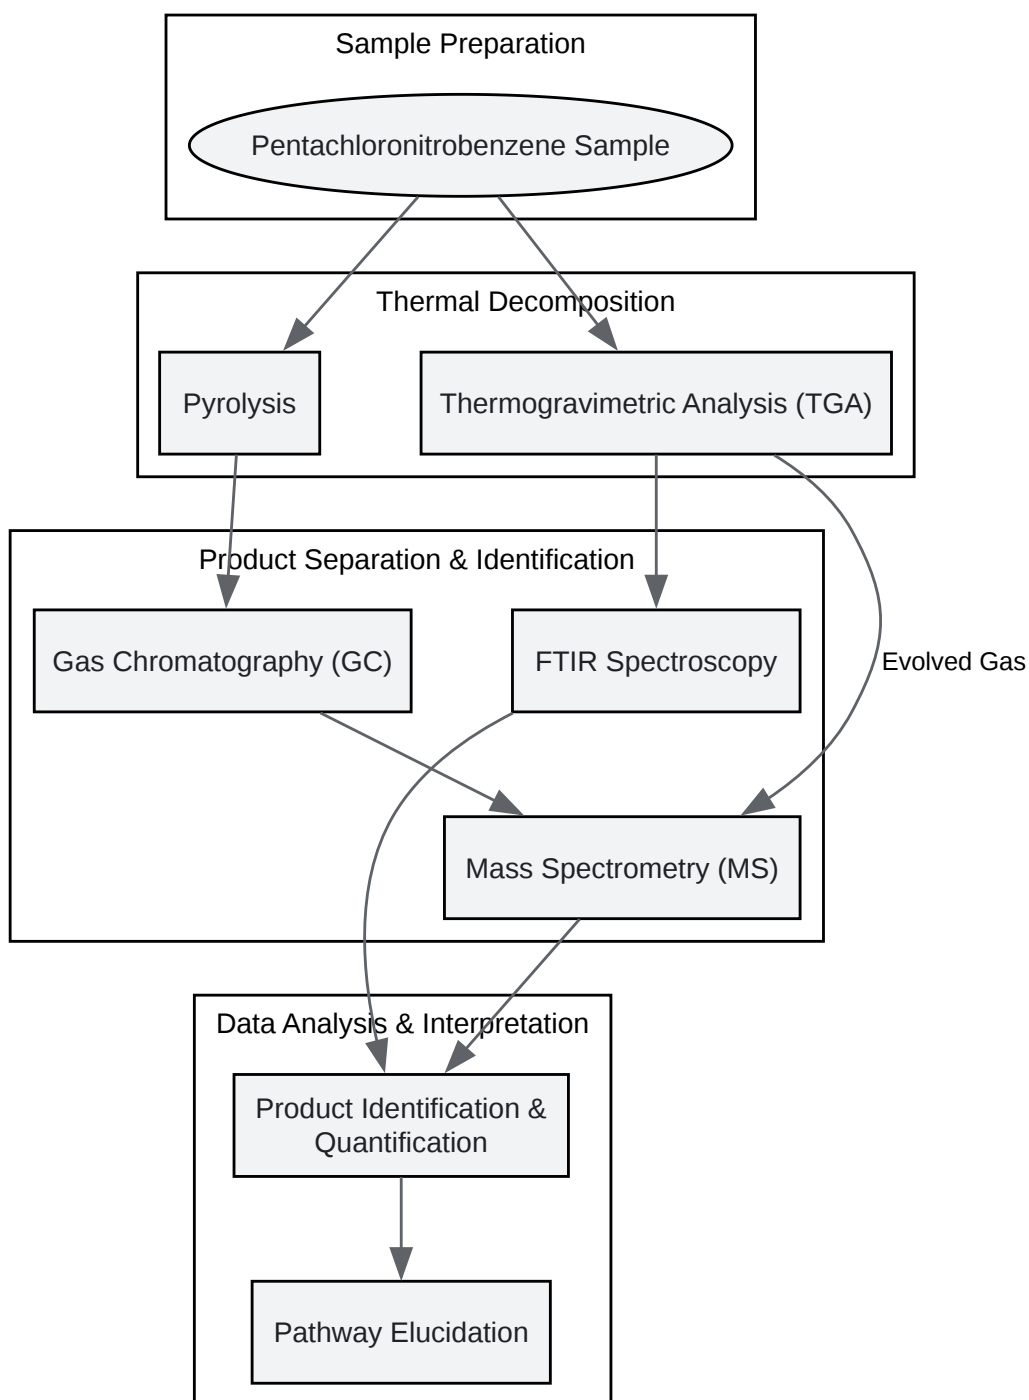 Sample Preparation
Pentachloronitrobenzene Sample
Thermal Decomposition
Pyrolysis
Thermogravimetric Analysis (TGA)
Product Separation & Identification
Gas Chromatography (GC)
FTIR Spectroscopy
Evolved Gas
Mass Spectrometry (MS)
Data Analysis & Interpretation
Product Identification &
Quantification
Pathway Elucidation